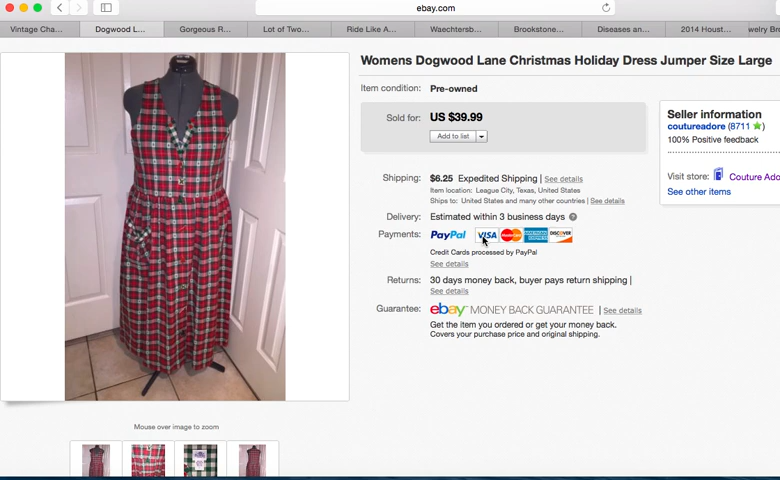 ebay.com
Vintage Cha...
Dogwood L...
Gorgeous R...
Lot of Two...
Ride Like A...
Waechtersb...
Brookstone...
Diseases an...
2014 Houst...
welry Bro
Womens Dogwood Lane Christmas Holiday Dress Jumper Size Large
Item condition: Pre-owned
Sold for: US $39.99
Add to list
Shipping: $6.25 Expedited Shipping | See details
Item location: League City, Texas, United States
Ships to: United States and many other countries | See details
Delivery: Estimated within 3 business days ?
Payments: PayPal VISA MasterCard AMERICAN EXPRESS DISCOVER
Credit Cards processed by PayPal
See details
Returns: 30 days money back, buyer pays return shipping |
See details
Guarantee: ebay MONEY BACK GUARANTEE | See details
Get the item you ordered or get your money back.
Covers your purchase price and original shipping.
Seller information
coutureadore (8711 )
100% Positive feedback
Visit store: Couture Ado
See other items
Mouse over image to zoom